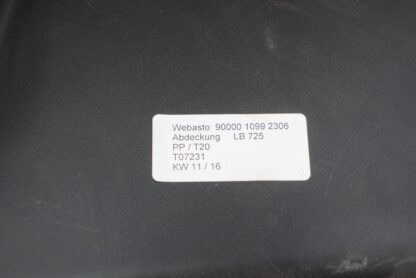 Webasto 90000 1099 2306
Abdeckung LB 725
PP / T20
T07231
KW 11 / 16